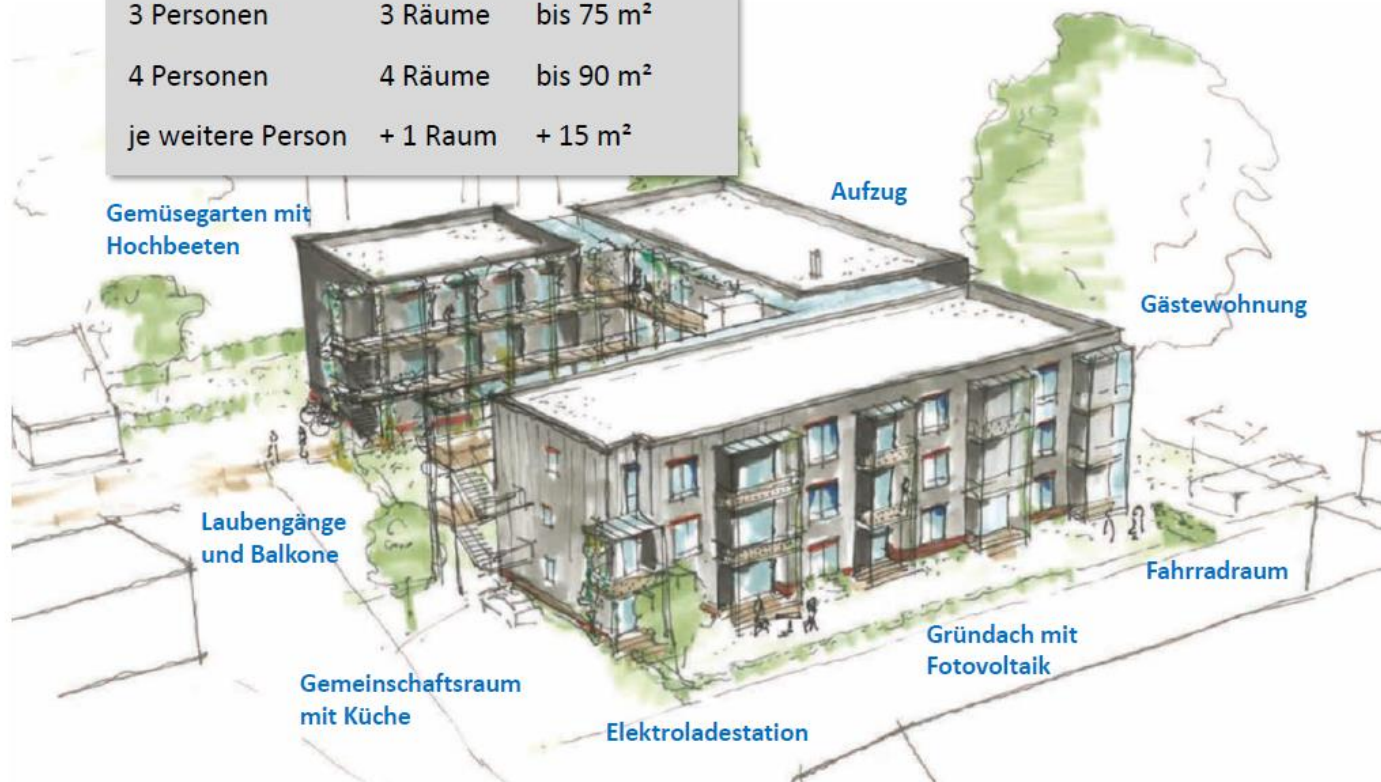 3 Personen 3 Räume bis 75 m²
4 Personen 4 Räume bis 90 m²
je weitere Person + 1 Raum + 15 m²
Aufzug
Gemüsegarten mit
Hochbeeten
Gästewohnung
Laubengänge
und Balkone
Fahrradraum
Gründach mit
Fotovoltaik
Gemeinschaftsraum
mit Küche
Elektroladestation